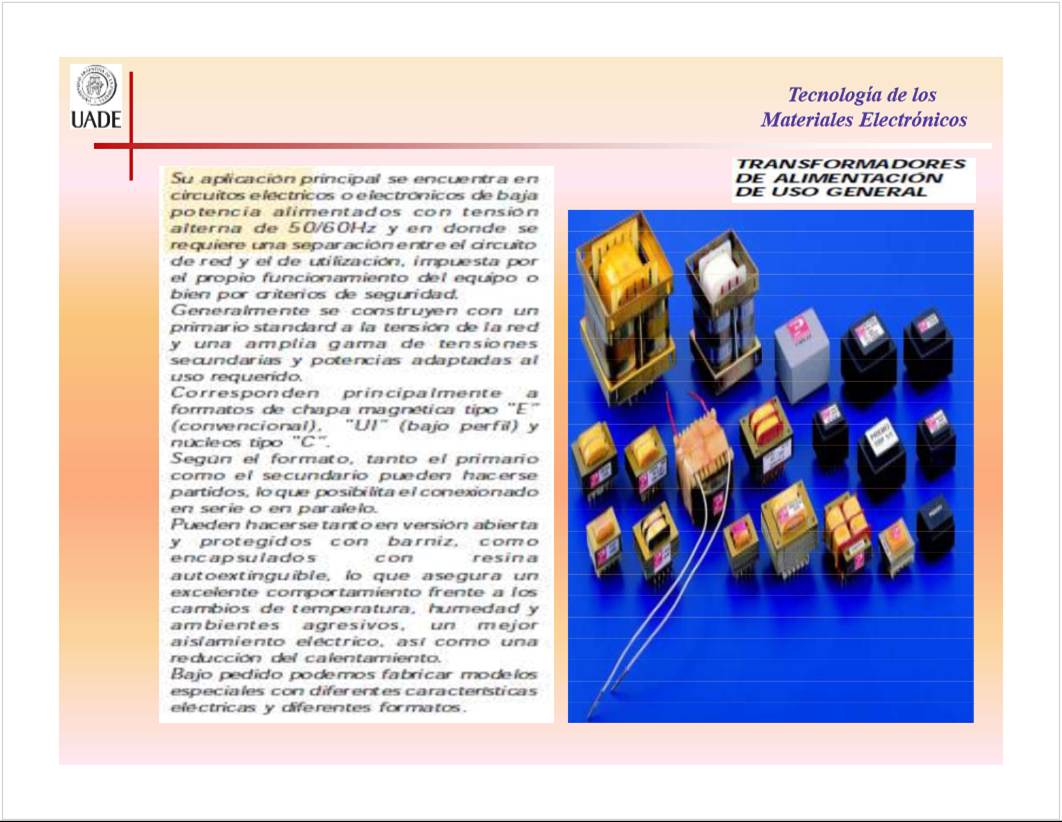 UADE
Tecnología de los
Materiales Electrónicos
TRANSFORMADORES
DE ALIMENTACIÓN
DE USO GENERAL
Su aplicación principal se encuentra en
circuitos eléctricos o electrónicos de baja
potencia alimentados con tensión
alterna de 50/60Hz y en donde se
requiere una separación entre el circuito
de red y el de utilización, impuesta por
el propio funcionamiento del equipo o
bien por criterios de seguridad.
Generalmente se construyen con un
primario standard a la tensión de la red
y una amplia gama de tensiones
secundarias y potencias adaptadas al
uso requerido.
Corresponden principalmente a
formatos de chapa magnética tipo "E"
(convencional), "UI" (bajo perfil) y
núcleos tipo "C".
Según el formato, tanto el primario
como el secundario pueden hacerse
partidos, lo que posibilita el conexionado
en serie o en paralelo.
Pueden hacerse tanto en versión abierta
y protegidos con barniz, como
encapsulados con resina
autoextinguible, lo que asegura un
excelente comportamiento frente a los
cambios de temperatura, humedad y
ambientes agresivos, un mejor
aislamiento eléctrico, así como una
reducción del calentamiento.
Bajo pedido podemos fabricar modelos
especiales con diferentes características
eléctricas y diferentes formatos.